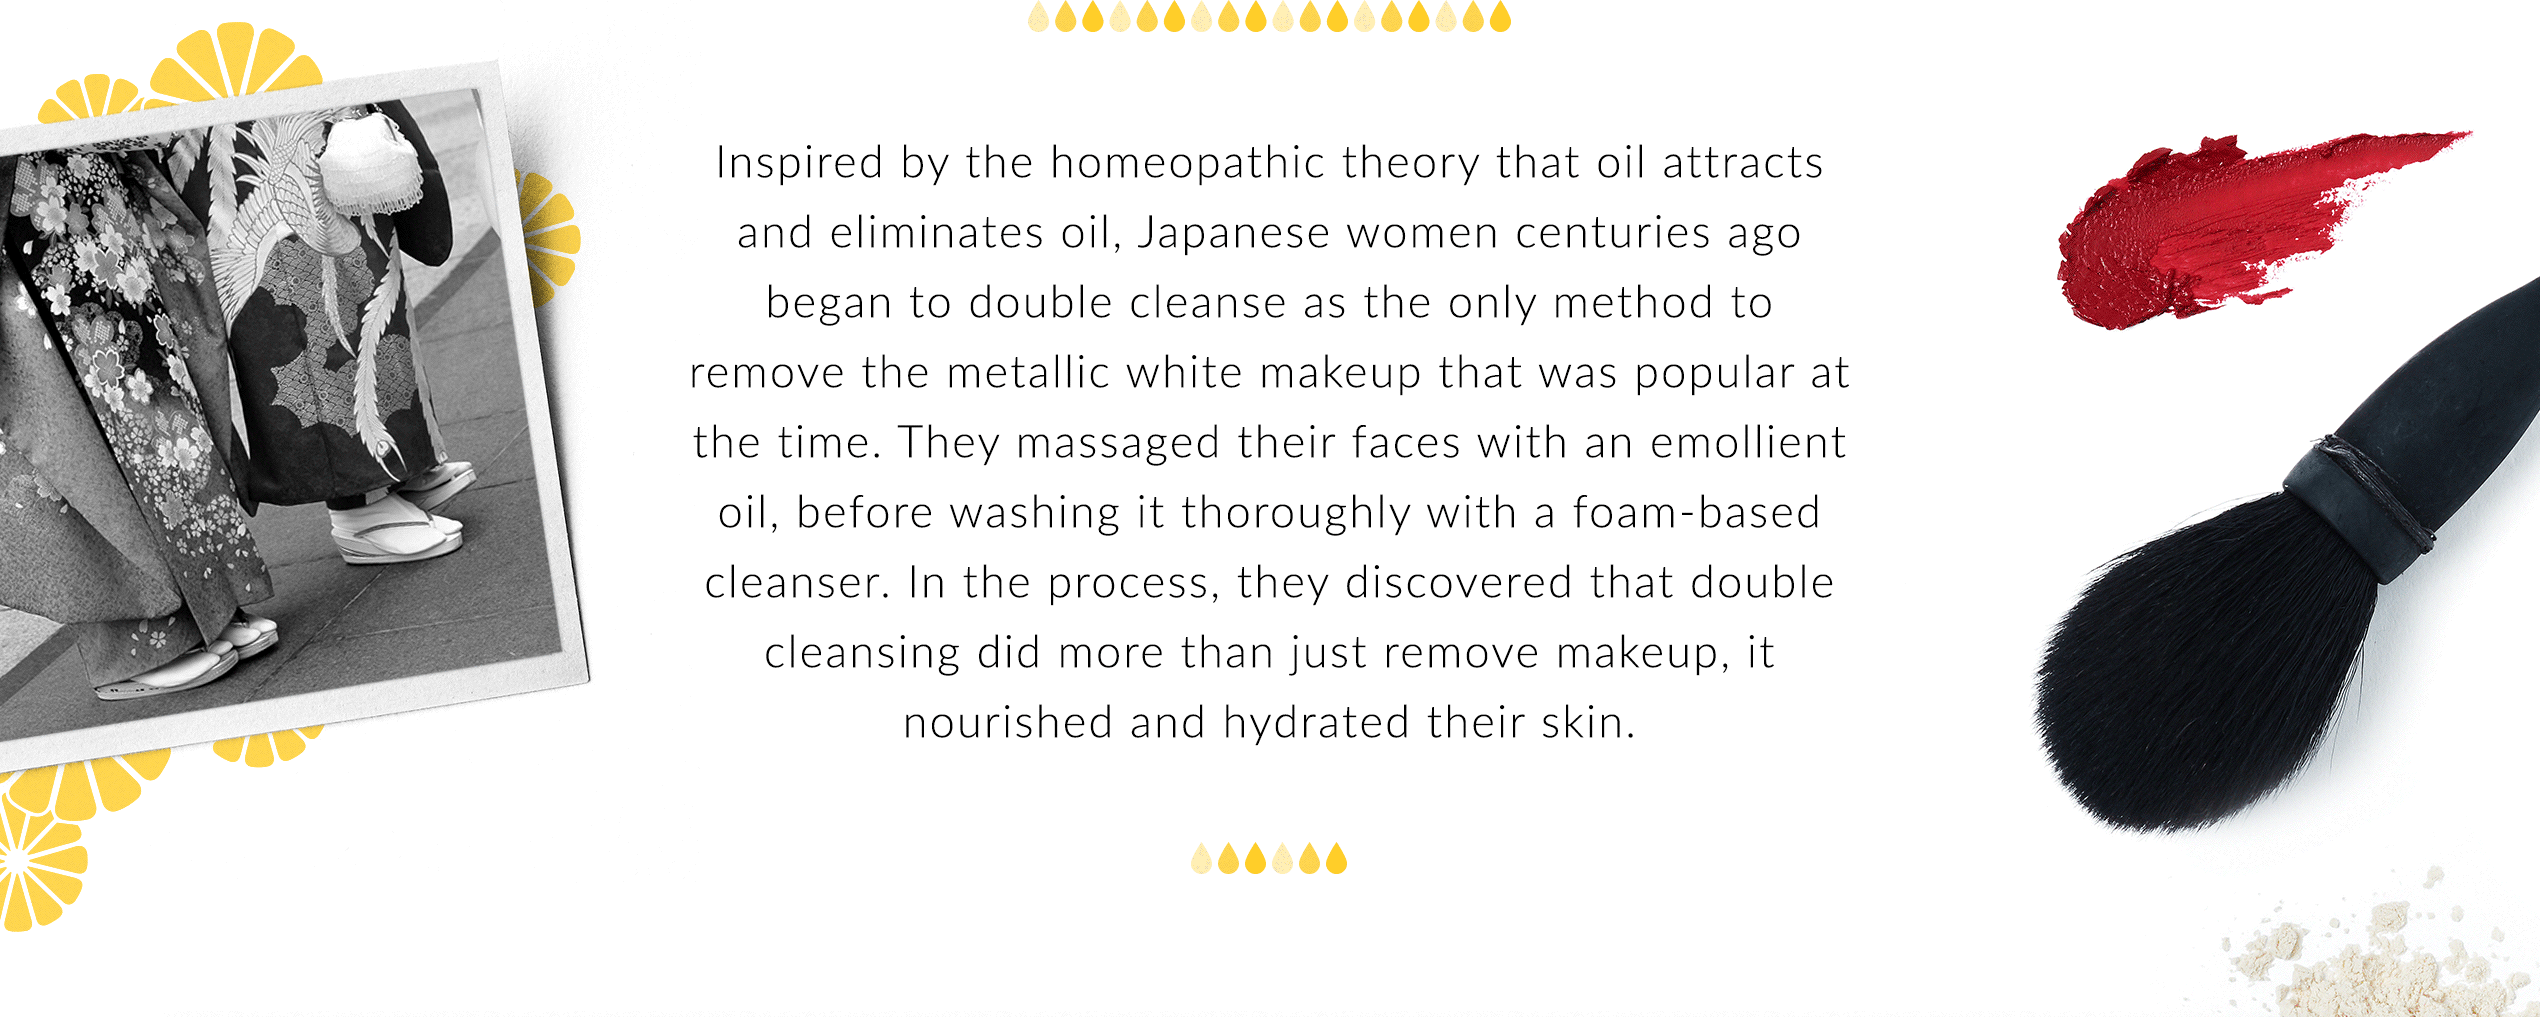 Inspired by the homeopathic theory that oil attracts
and eliminates oil, Japanese women centuries ago
began to double cleanse as the only method to
remove the metallic white makeup that was popular at
the time. They massaged their faces with an emollient
oil, before washing it thoroughly with a foam-based
cleanser. In the process, they discovered that double
cleansing did more than just remove makeup, it
nourished and hydrated their skin.